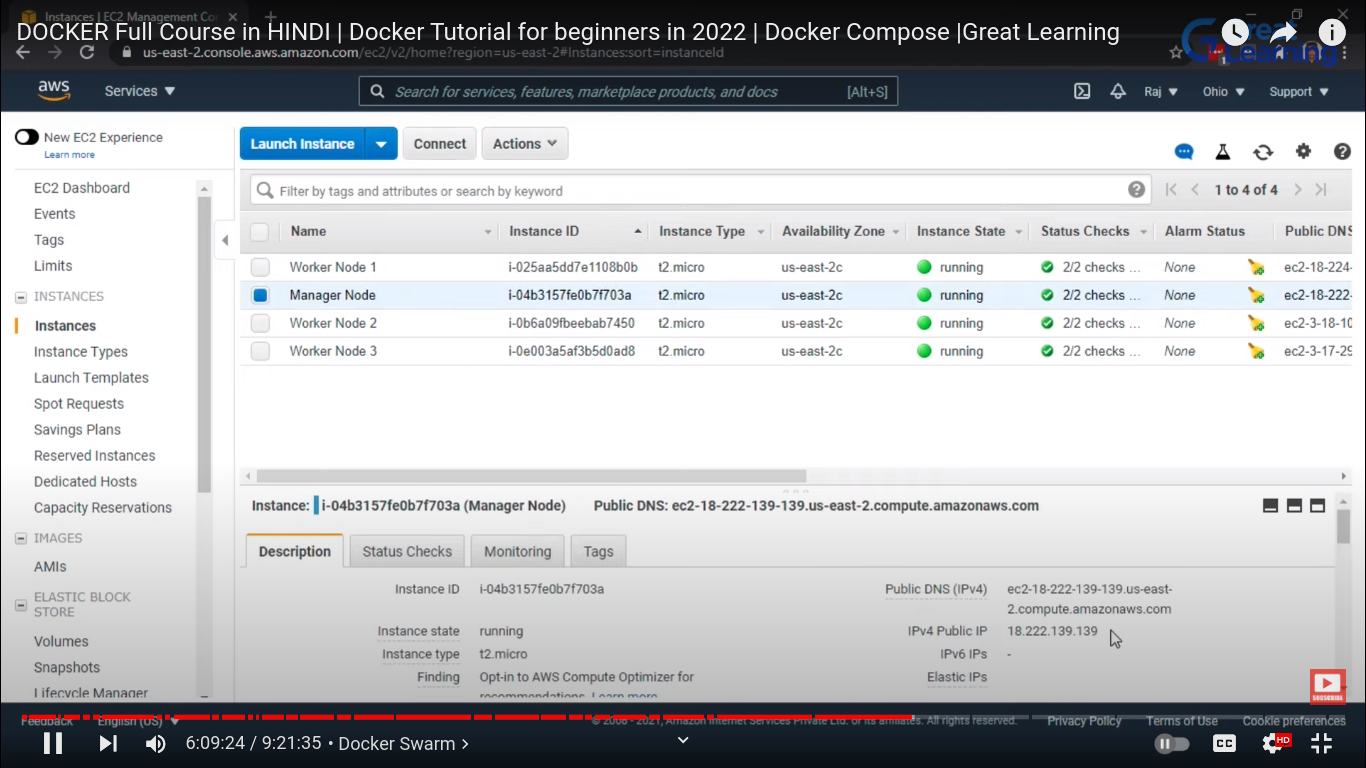 Instances | EC2 Management Con
DOCKER Full Course in HINDI | Docker Tutorial for beginners in 2022 | Docker Compose |Great Learning
us-east-2.console.aws.amazon.com/ec2/v2/home?region=us-east-2#Instances:sort=instanceId
Great Learning
aws Services Search for services, features, marketplace products, and docs [Alt+S] Raj Ohio Support
New EC2 Experience
Learn more
EC2 Dashboard
Events
Tags
Limits
INSTANCES
Instances
Instance Types
Launch Templates
Spot Requests
Savings Plans
Reserved Instances
Dedicated Hosts
Capacity Reservations
IMAGES
AMIs
ELASTIC BLOCK
STORE
Volumes
Snapshots
Lifecycle Manager
Launch Instance Connect Actions
Filter by tags and attributes or search by keyword 1 to 4 of 4
Name Instance ID Instance Type Availability Zone Instance State Status Checks Alarm Status Public DNS
Worker Node 1 i-025aa5dd7e1108b0b t2.micro us-east-2c running 2/2 checks ... None ec2-18-224-
Manager Node i-04b3157fe0b7f703a t2.micro us-east-2c running 2/2 checks ... None ec2-18-222-
Worker Node 2 i-0b6a09fbeebab7450 t2.micro us-east-2c running 2/2 checks ... None ec2-3-18-10
Worker Node 3 i-0e003a5af3b5d0ad8 t2.micro us-east-2c running 2/2 checks ... None ec2-3-17-29
Instance: i-04b3157fe0b7f703a (Manager Node) Public DNS: ec2-18-222-139-139.us-east-2.compute.amazonaws.com
Description Status Checks Monitoring Tags
Instance ID i-04b3157fe0b7f703a Public DNS (IPv4) ec2-18-222-139-139.us-east-
2.compute.amazonaws.com
Instance state running IPv4 Public IP 18.222.139.139
Instance type t2.micro IPv6 IPs -
Finding Opt-in to AWS Compute Optimizer for Elastic IPs
recommendations. Learn more
SUBSCRIBE
Feedback English (US) © 2008 - 2021, Amazon Internet Services Private Ltd. or its affiliates. All rights reserved. Privacy Policy Terms of Use Cookie preferences
6:09:24 / 9:21:35 • Docker Swarm > CC HD